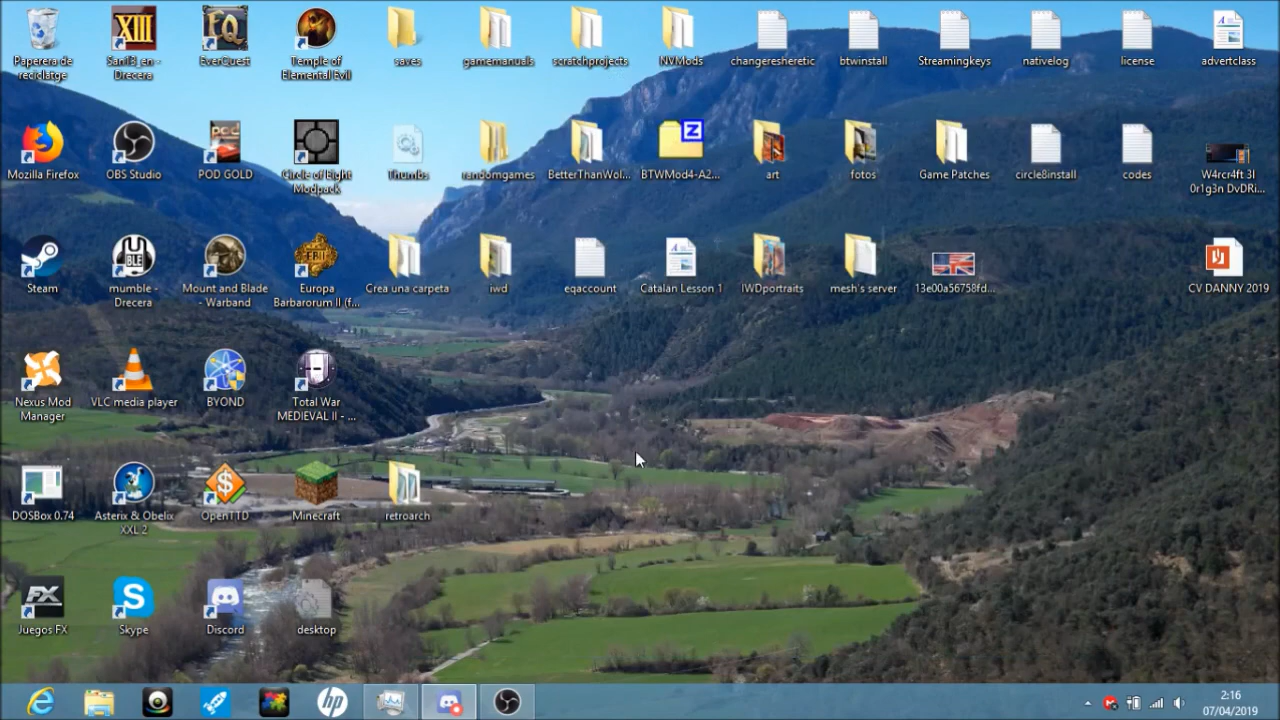 Paperera de
reciclatge
San13_en -
Drecera
EverQuest
Temple of
Elemental Evil
saves
gamemanuals
scratchprojects
NVMods
changeresheretic
btwinstall
Streamingkeys
nativelog
license
advertclass
Mozilla Firefox
OBS Studio
POD GOLD
Circle of Eight
Modpack
Thumbs
randomgames
BetterThanWol...
BTWMod4-A2...
art
fotos
Game Patches
circle8install
codes
W4rcr4ft 3l
0r1g3n DvDRi...
Steam
mumble -
Drecera
Mount and Blade
- Warband
Europa
Barbarorum II (f...
Crea una carpeta
iwd
eqaccount
Catalan Lesson 1
IWDportraits
mesh's server
13e00a56758fd...
CV DANNY 2019
Nexus Mod
Manager
VLC media player
BYOND
Total War
MEDIEVAL II - ...
DOSBox 0.74
Asterix & Obelix
XXL 2
OpenTTD
Minecraft
retroarch
Juegos FX
Skype
Discord
desktop
2:16
07/04/2019